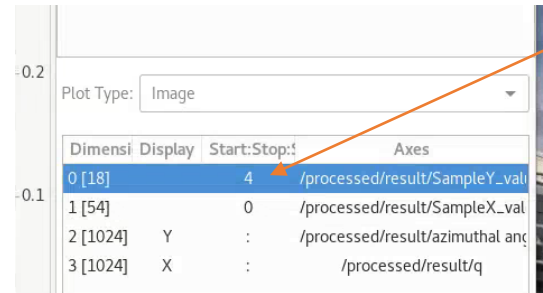 0.2
Plot Type: Image
Dimensi Display Start:Stop:S Axes
0 [18] 4 /processed/result/SampleY_valu
0.1
1 [54] 0 /processed/result/SampleX_val
2 [1024] Y : /processed/result/azimuthal ang
3 [1024] X : /processed/result/q